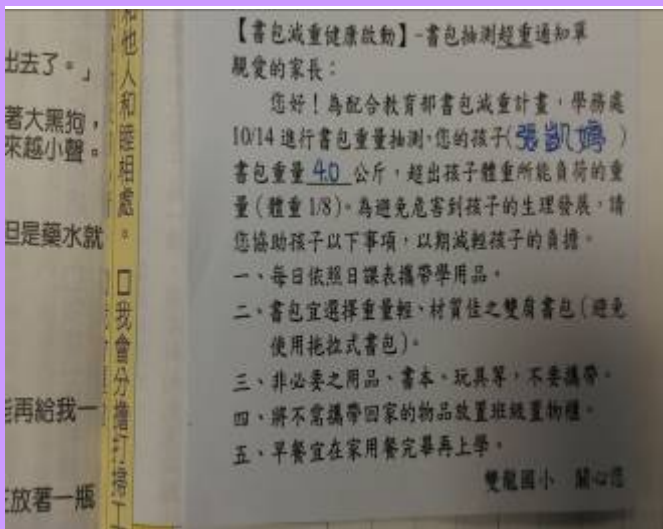 出去了。」
著大黑狗，
來越小聲。
但是藥水就
再給我一
放著一瓶
和他人和睦相處。
□我會分擔打掃
【書包減重健康啟動】-書包抽測超重通知單
親愛的家長：
您好！為配合教育部書包減重計畫，學務處
10/14 進行書包重量抽測，您的孩子(張凱婷)
書包重量 4.0 公斤，超出孩子體重所能負荷的重
量(體重 1/8)。為避免危害到孩子的生理發展，請
您協助孩子以下事項，以期減輕孩子的負擔。
一、每日依照日課表攜帶學用品。
二、書包宜選擇重量輕、材質佳之雙肩書包(避免
使用拖拉式書包)。
三、非必要之用品、書本、玩具等，不要攜帶。
四、將不需攜帶回家的物品放置班級置物櫃。
五、早餐宜在家用餐完畢再上學。
雙龍國小 關心您